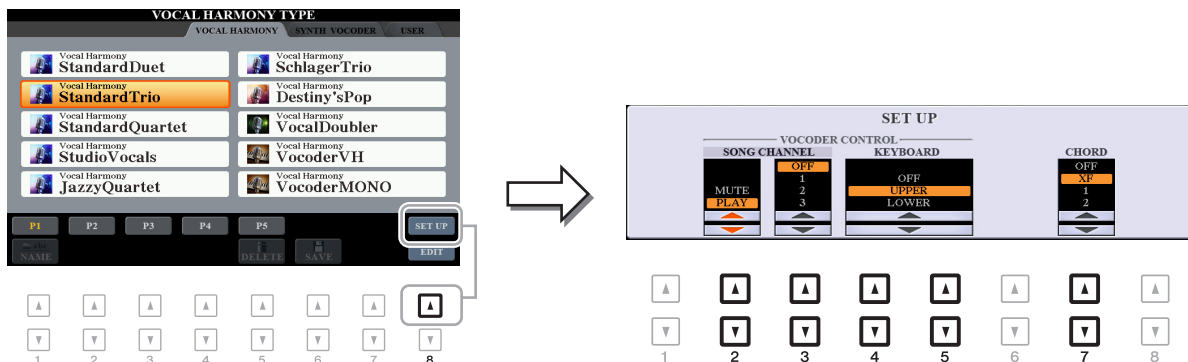 VOCAL HARMONY TYPE
VOCAL HARMONY SYNTH VOCODER USER
Vocal Harmony
StandardDuet
Vocal Harmony
SchlagerTrio
Vocal Harmony
StandardTrio
Vocal Harmony
Destiny'sPop
Vocal Harmony
StandardQuartet
Vocal Harmony
VocalDoubler
Vocal Harmony
StudioVocals
Vocal Harmony
VocoderVH
Vocal Harmony
JazzyQuartet
Vocal Harmony
VocoderMONO
P1 P2 P3 P4 P5 SET UP
NAME DELETE SAVE EDIT
1 2 3 4 5 6 7 8
SET UP
VOCODER CONTROL
SONG CHANNEL KEYBOARD CHORD
OFF OFF
1 OFF XF
MUTE 2 UPPER 1
PLAY 3 LOWER 2
1 2 3 4 5 6 7 8